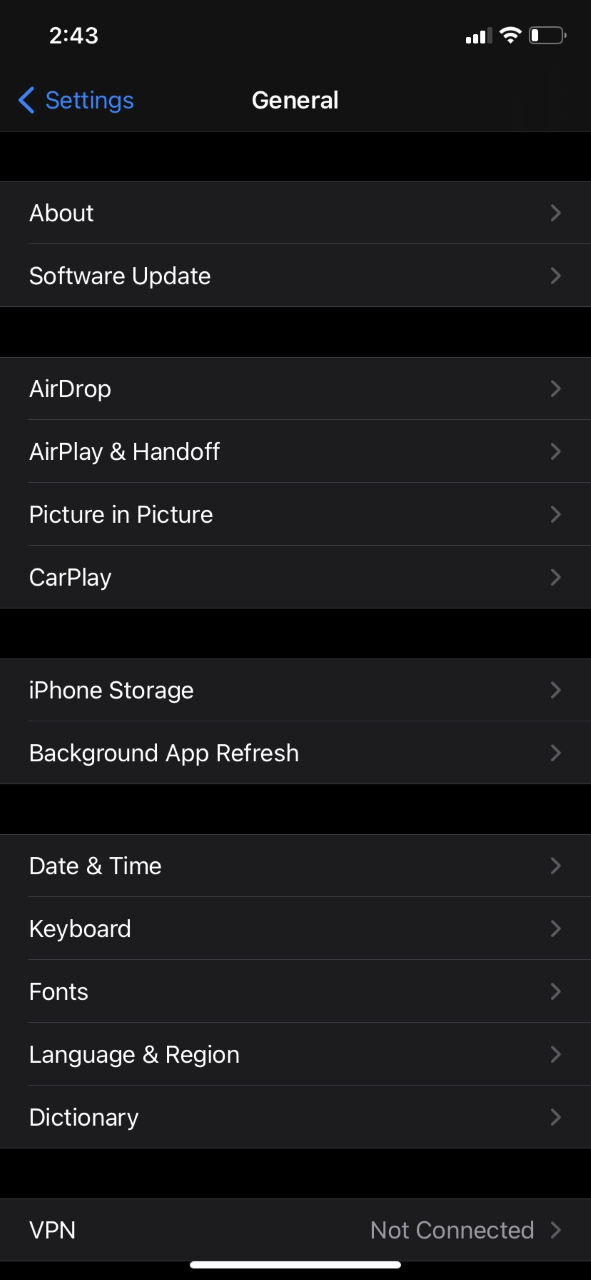 2:43
Settings General
About
Software Update
AirDrop
AirPlay & Handoff
Picture in Picture
CarPlay
iPhone Storage
Background App Refresh
Date & Time
Keyboard
Fonts
Language & Region
Dictionary
VPN Not Connected